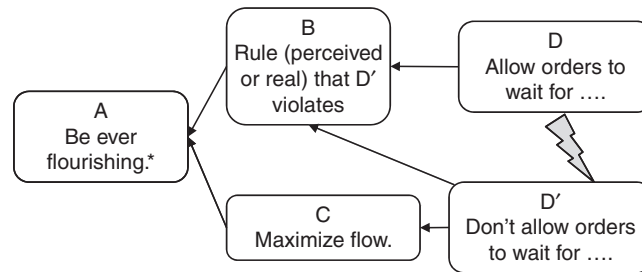 A
Be ever
flourishing.*
B
Rule (perceived
or real) that D′
violates
C
Maximize flow.
D
Allow orders to
wait for ....
D′
Don’t allow orders
to wait for ....